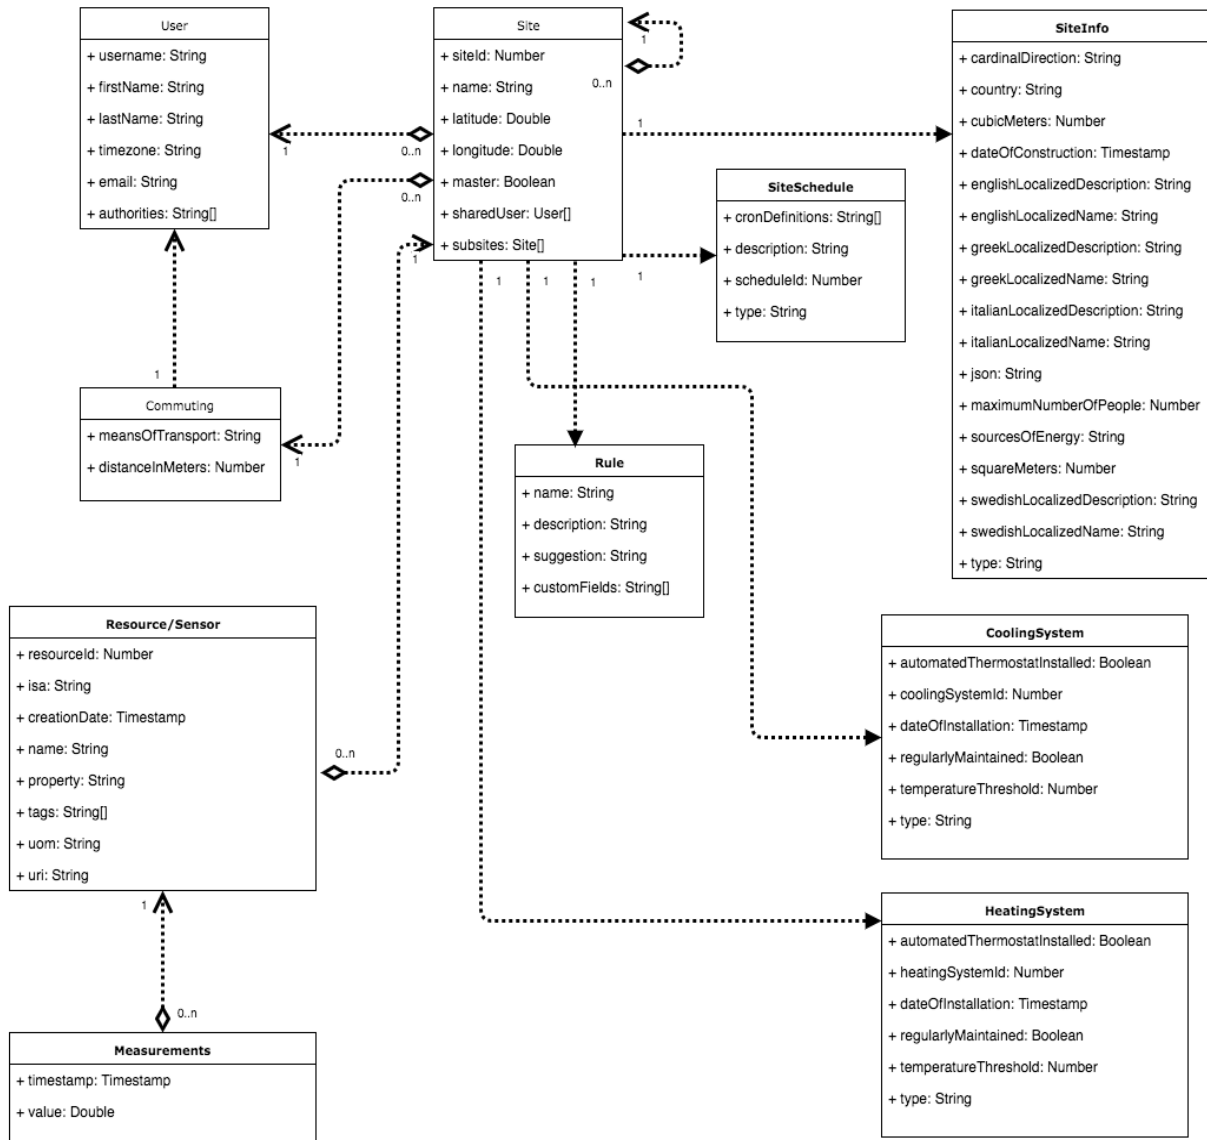 User
+ username: String
+ firstName: String
+ lastName: String
+ timezone: String
+ email: String
+ authorities: String[]
Site
+ siteId: Number
+ name: String
+ latitude: Double
+ longitude: Double
+ master: Boolean
+ sharedUser: User[]
+ subsites: Site[]
1
0..n
1
0..n
0..n
1
1
1
1
1
1
SiteInfo
+ cardinalDirection: String
+ country: String
+ cubicMeters: Number
+ dateOfConstruction: Timestamp
+ englishLocalizedDescription: String
+ englishLocalizedName: String
+ greekLocalizedDescription: String
+ greekLocalizedName: String
+ italianLocalizedDescription: String
+ italianLocalizedName: String
+ json: String
+ maximumNumberOfPeople: Number
+ sourcesOfEnergy: String
+ squareMeters: Number
+ swedishLocalizedDescription: String
+ swedishLocalizedName: String
+ type: String
SiteSchedule
+ cronDefinitions: String[]
+ description: String
+ scheduleId: Number
+ type: String
1
Commuting
+ meansOfTransport: String
+ distanceInMeters: Number
1
Rule
+ name: String
+ description: String
+ suggestion: String
+ customFields: String[]
Resource/Sensor
+ resourceId: Number
+ isa: String
+ creationDate: Timestamp
+ name: String
+ property: String
+ tags: String[]
+ uom: String
+ uri: String
0..n
CoolingSystem
+ automatedThermostatInstalled: Boolean
+ coolingSystemId: Number
+ dateOfInstallation: Timestamp
+ regularlyMaintained: Boolean
+ temperatureThreshold: Number
+ type: String
HeatingSystem
+ automatedThermostatInstalled: Boolean
+ heatingSystemId: Number
+ dateOfInstallation: Timestamp
+ regularlyMaintained: Boolean
+ temperatureThreshold: Number
+ type: String
1
0..n
Measurements
+ timestamp: Timestamp
+ value: Double